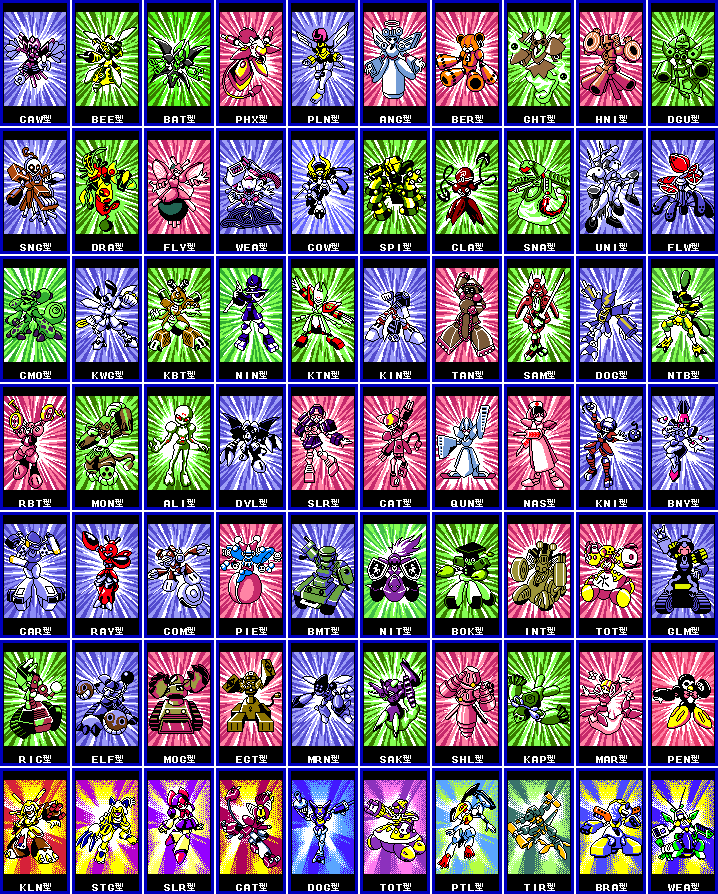 CAW型 BEE型 BAT型 PHX型 PLN型 ANG型 BER型 GHT型 HNI型 DGU型
SNG型 DRA型 FLY型 WEA型 COW型 SPI型 CLA型 SNA型 UNI型 FLW型
CMO型 KWG型 KBT型 NIN型 KTN型 KIN型 TAN型 SAM型 DOG型 NTB型
RBT型 MON型 ALI型 DVL型 SLR型 CAT型 QUN型 NAS型 KNI型 BNY型
CAR型 RAY型 COM型 PIE型 BMT型 NIT型 BOK型 INT型 TOT型 GLM型
RIC型 ELF型 MOG型 EGT型 MRN型 SAK型 SHL型 KAP型 MAR型 PEN型
KLN型 STG型 SLR型 CAT型 DOG型 TOT型 PTL型 TIR型 BRA型 WEA型